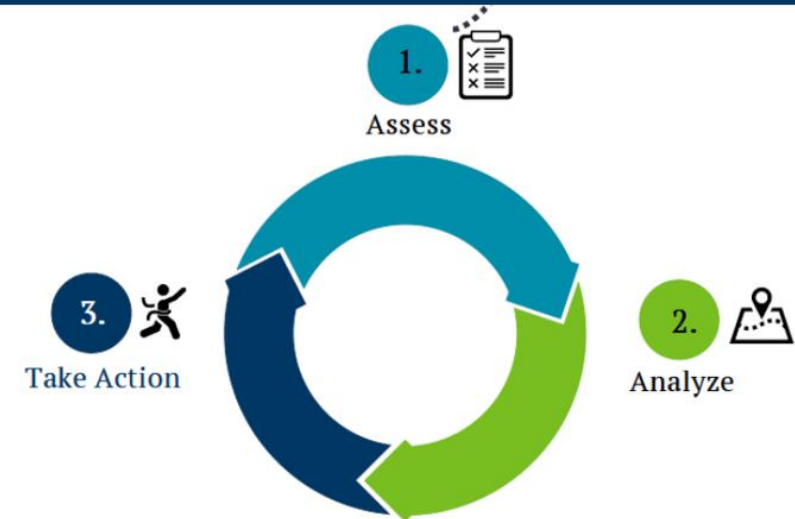 1.
Assess
2.
Analyze
3.
Take Action